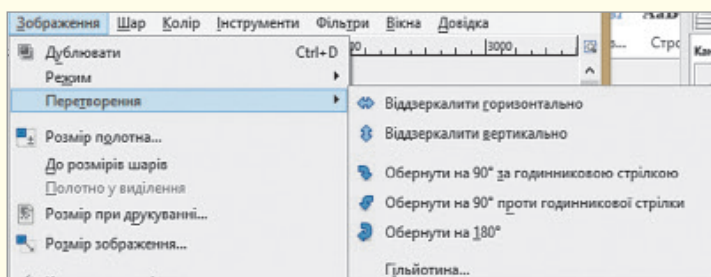 Зображення Шар Колір Інструменти Фільтри Вікна Довідка
Дублювати Ctrl+D
Режим
Перетворення
Розмір полотна...
До розмірів шарів
Полотно у виділення
Розмір при друкуванні...
Розмір зображення...
3000
Стрс
Кан
Віддзеркалити горизонтально
Віддзеркалити вертикально
Обернути на 90° за годинниковою стрілкою
Обернути на 90° проти годинникової стрілки
Обернути на 180°
Гільйотина...